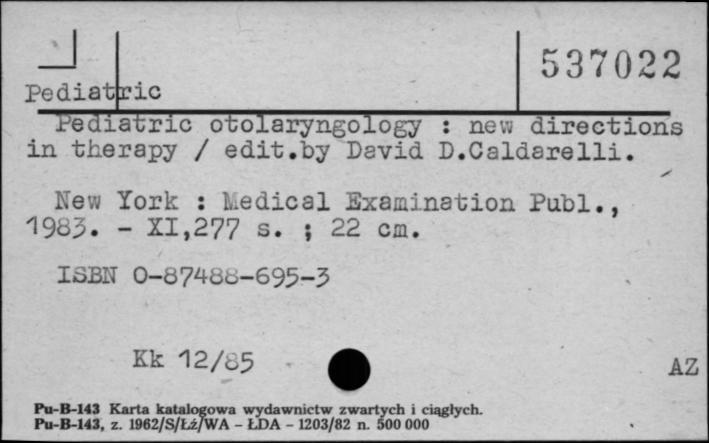 537022
Pediatric
Pediatric otolaryngology : new directions
in therapy / edit.by David D.Caldarelli.
New York : Medical Examination Publ.,
1983. - XI,277 s. ; 22 cm.
ISBN 0-87488-695-3
Kk 12/85
AZ
Pu-B-143 Karta katalogowa wydawnictw zwartych i ciągłych.
Pu-B-143, z. 1962/S/Łź/WA - ŁDA - 1203/82 n. 500 000